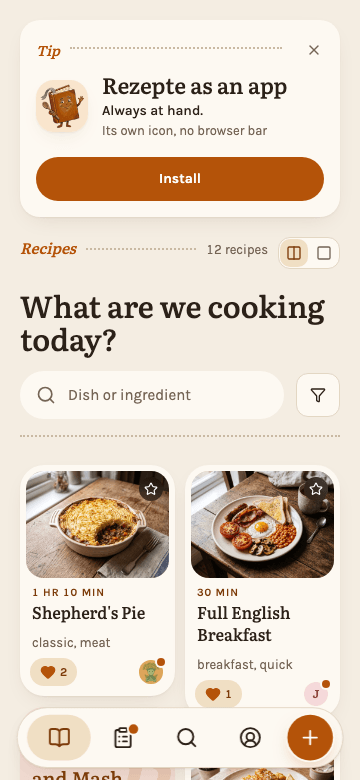 Tip
Rezepte as an app
Always at hand.
Its own icon, no browser bar
Install
Recipes
12 recipes
What are we cooking
today?
Dish or ingredient
1 HR 10 MIN
Shepherd's Pie
classic, meat
2
30 MIN
Full English
Breakfast
breakfast, quick
1
J
and Mash